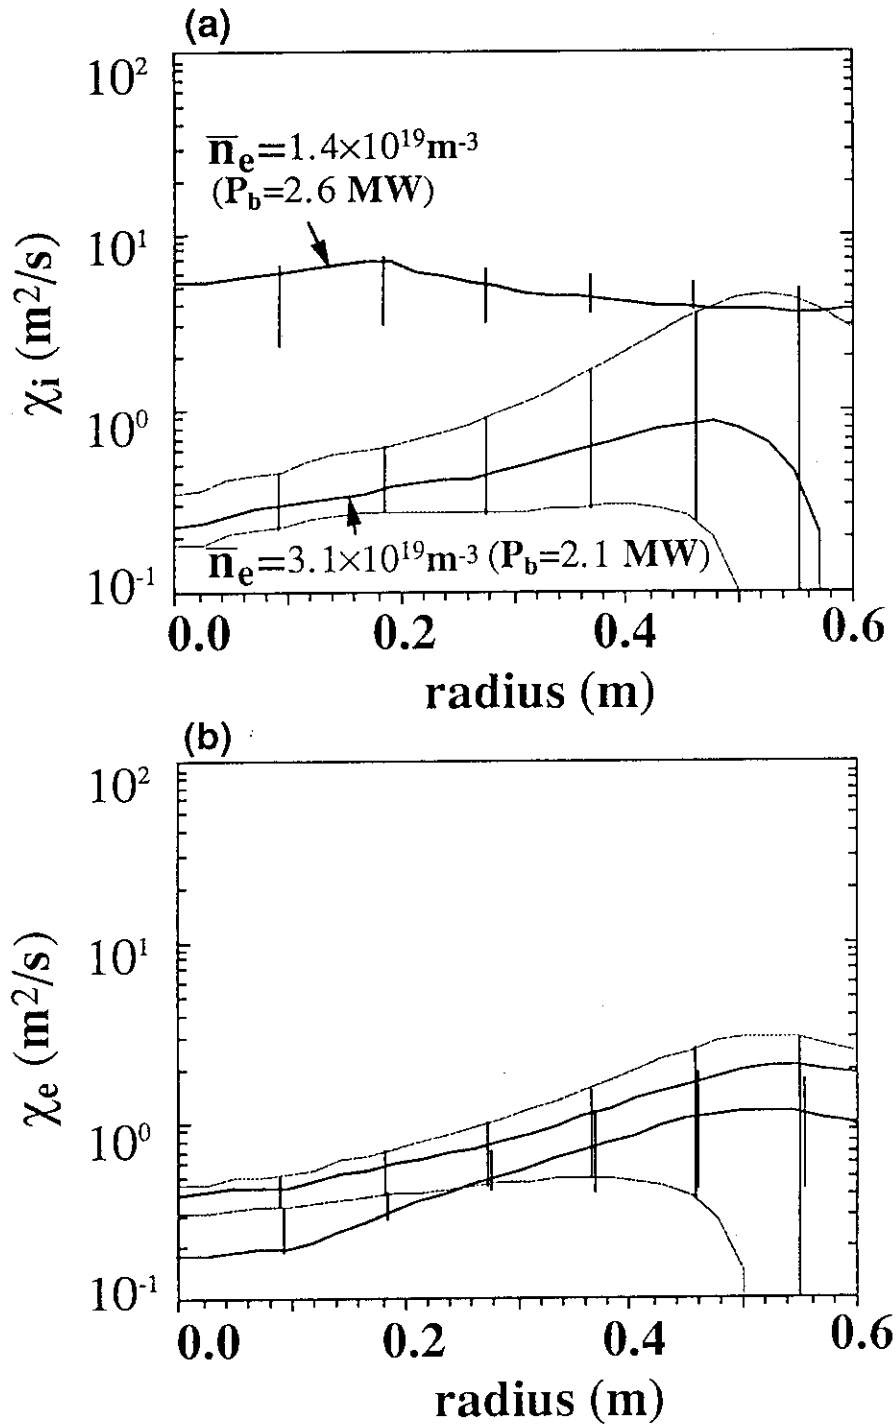 (a)
10²
n̅ₑ=1.4×10¹⁹m⁻³
(P_b=2.6 MW)
10¹
χᵢ (m²/s)
10⁰
n̅ₑ=3.1×10¹⁹m⁻³ (P_b=2.1 MW)
10⁻¹
0.0 0.2 0.4 0.6
radius (m)
(b)
10²
10¹
χₑ (m²/s)
10⁰
10⁻¹
0.0 0.2 0.4 0.6
radius (m)